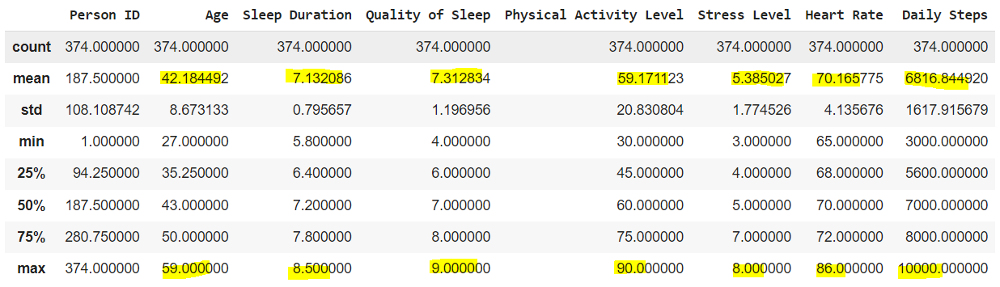 Person ID Age Sleep Duration Quality of Sleep Physical Activity Level Stress Level Heart Rate Daily Steps
count 374.000000 374.000000 374.000000 374.000000 374.000000 374.000000 374.000000 374.000000
mean 187.500000 42.184492 7.132086 7.312834 59.171123 5.385027 70.165775 6816.844920
std 108.108742 8.673133 0.795657 1.196956 20.830804 1.774526 4.135676 1617.915679
min 1.000000 27.000000 5.800000 4.000000 30.000000 3.000000 65.000000 3000.000000
25% 94.250000 35.250000 6.400000 6.000000 45.000000 4.000000 68.000000 5600.000000
50% 187.500000 43.000000 7.200000 7.000000 60.000000 5.000000 70.000000 7000.000000
75% 280.750000 50.000000 7.800000 8.000000 75.000000 7.000000 72.000000 8000.000000
max 374.000000 59.000000 8.500000 9.000000 90.000000 8.000000 86.000000 10000.000000